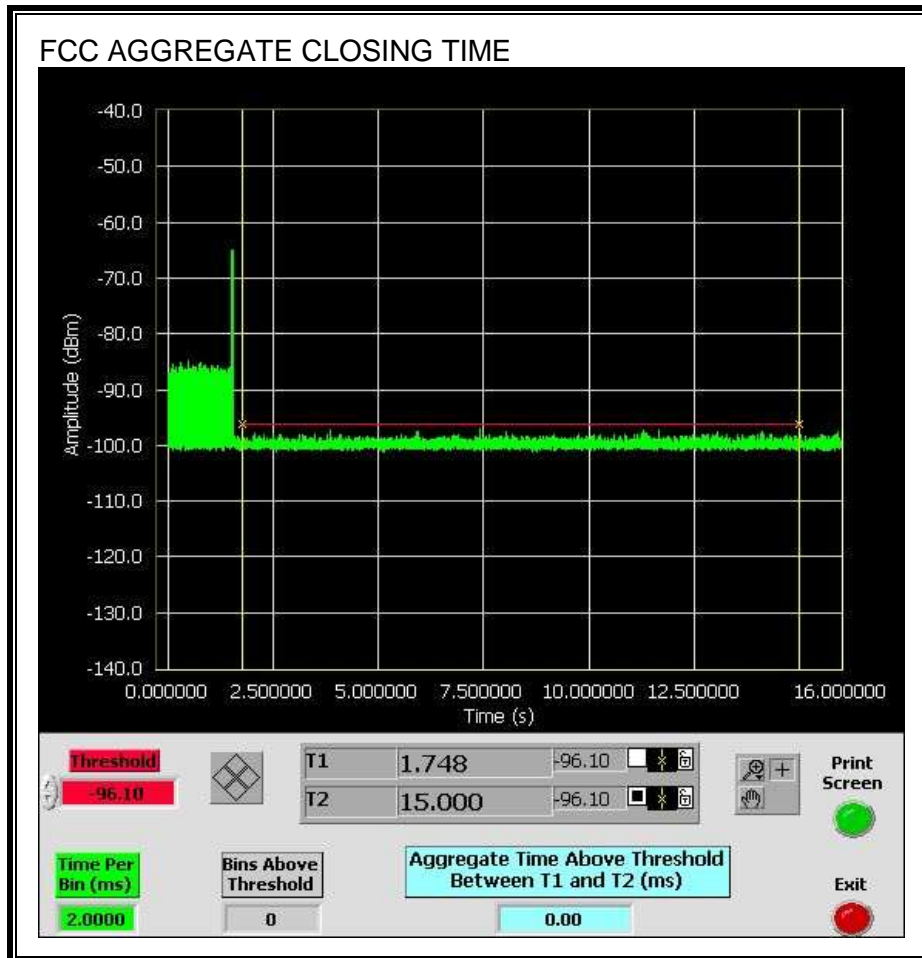 FCC AGGREGATE CLOSING TIME
-40.0
-50.0
-60.0
-70.0
-80.0
-90.0
-100.0
-110.0
-120.0
-130.0
-140.0
Amplitude (dBm)
0.000000 2.500000 5.000000 7.500000 10.000000 12.500000 16.000000
Time (s)
Threshold
-96.10
T1 1.748 -96.10
T2 15.000 -96.10
Print
Screen
Time Per
Bin (ms)
2.0000
Bins Above
Threshold
0
Aggregate Time Above Threshold
Between T1 and T2 (ms)
0.00
Exit